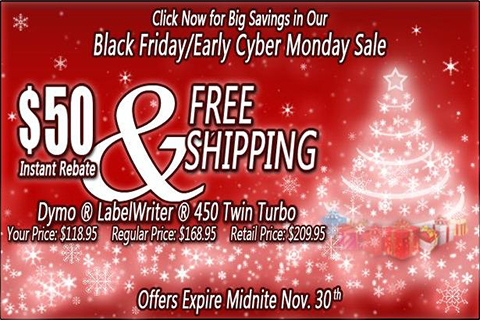 Click Now for Big Savings in Our
Black Friday/Early Cyber Monday Sale
$50
Instant Rebate
&
FREE
SHIPPING
Dymo ® LabelWriter ® 450 Twin Turbo
Your Price: $118.95 Regular Price: $168.95 Retail Price: $209.95
Offers Expire Midnite Nov. 30th